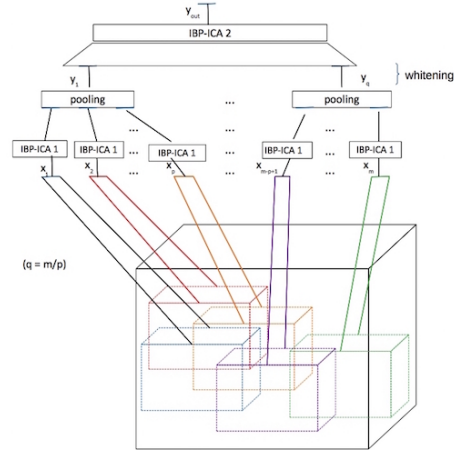 y_out
IBP-ICA 2
y_1
y_q
whitening
pooling
...
pooling
...
...
...
IBP-ICA 1
IBP-ICA 1
IBP-ICA 1
...
IBP-ICA 1
IBP-ICA 1
...
...
...
x_1
x_2
x_p
x_m-p+1
x_m
(q = m/p)